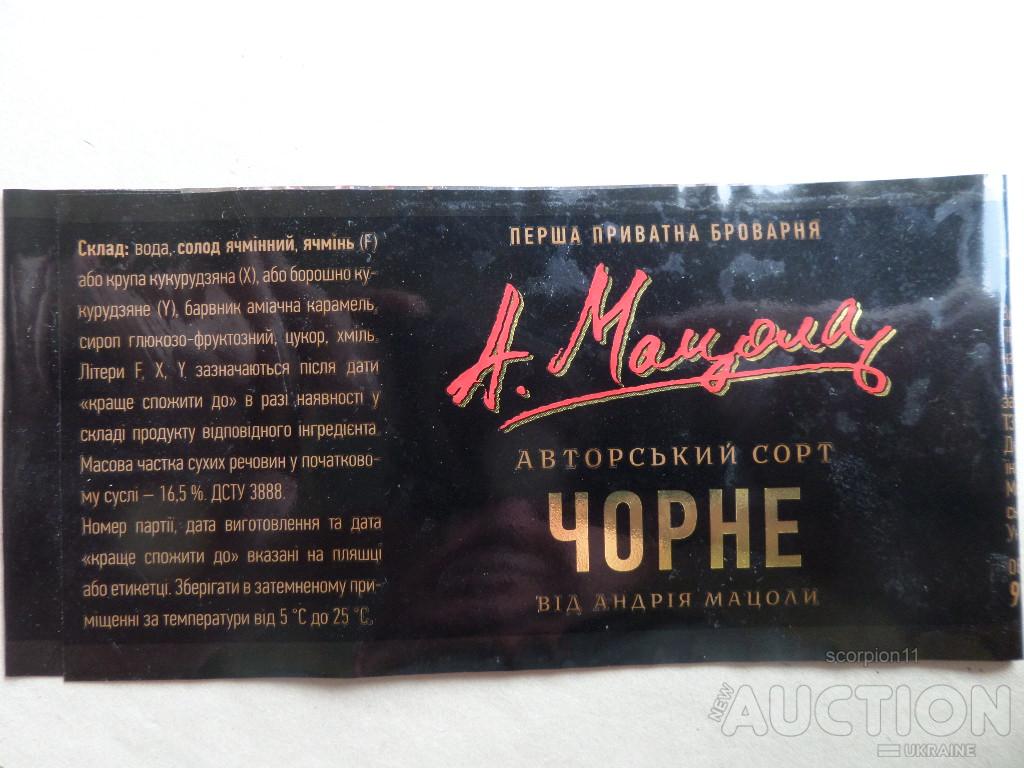 Склад: вода, солод ячмінний, ячмінь (F)
або крупа кукурудзяна (X), або борошно ку-
курудзяне (Y), барвник аміачна карамель,
сироп глюкозо-фруктозний, цукор, хміль.
Літери F, X, Y зазначаються після дати
«краще спожити до» в разі наявності у
складі продукту відповідного інгредієнта.
Масова частка сухих речовин у початково-
му суслі – 16,5 %. ДСТУ 3888.
Номер партії, дата виготовлення та дата
«краще спожити до» вказані на пляшці
або етикетці. Зберігати в затемненому при-
міщенні за температури від 5 °С до 25 °С.
ПЕРША ПРИВАТНА БРОВАРНЯ
А. Мацола
АВТОРСЬКИЙ СОРТ
ЧОРНЕ
ВІД АНДРІЯ МАЦОЛИ
scorpion11
NEW AUCTION
UKRAINE